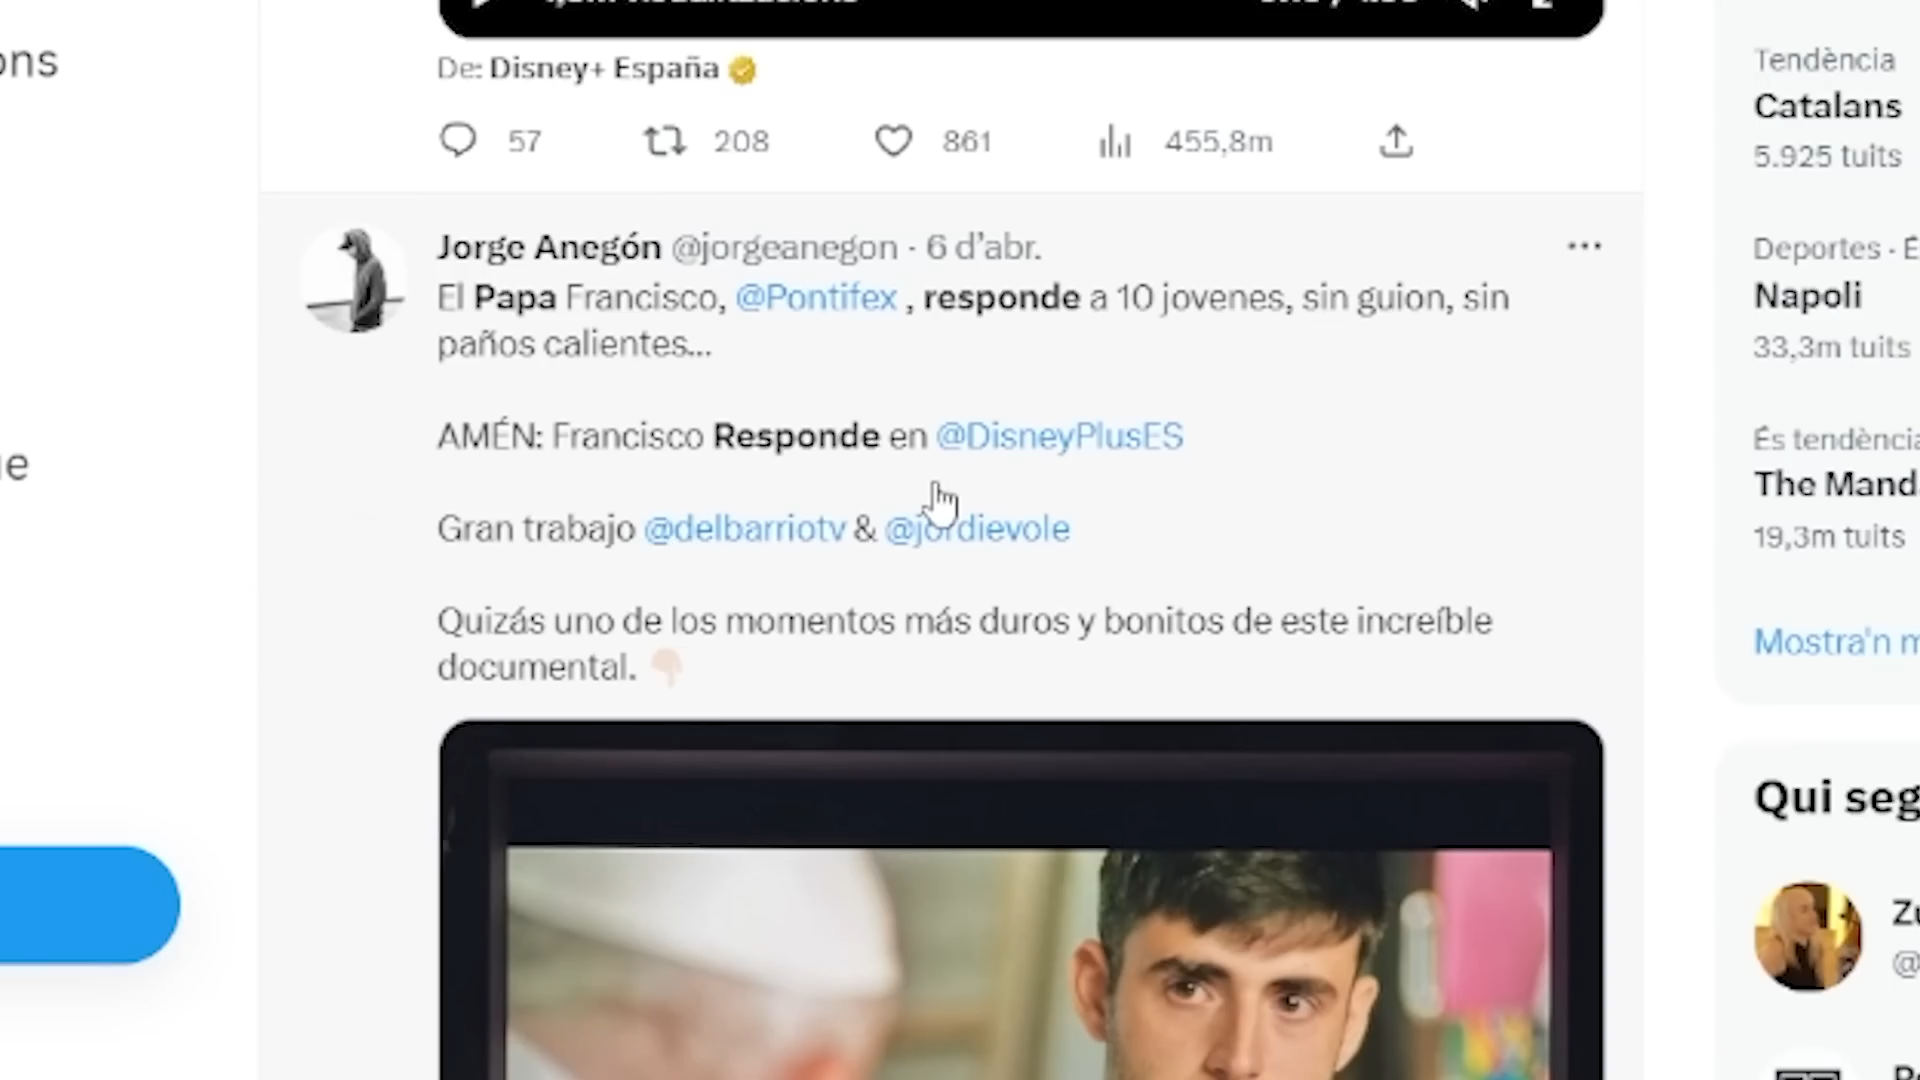 ons
ue
De: Disney+ España
57 208 861 455,8m
Jorge Anegón @jorgeanegon · 6 d'abr.
El Papa Francisco, @Pontifex , responde a 10 jovenes, sin guion, sin
paños calientes...
AMÉN: Francisco Responde en @DisneyPlusES
Gran trabajo @delbarriotv & @jordievole
Quizás uno de los momentos más duros y bonitos de este increíble
documental.
Tendència
Catalans
5.925 tuits
Deportes · É
Napoli
33,3m tuits
És tendència
The Mand
19,3m tuits
Mostra'n m
Qui seg
Zu
@